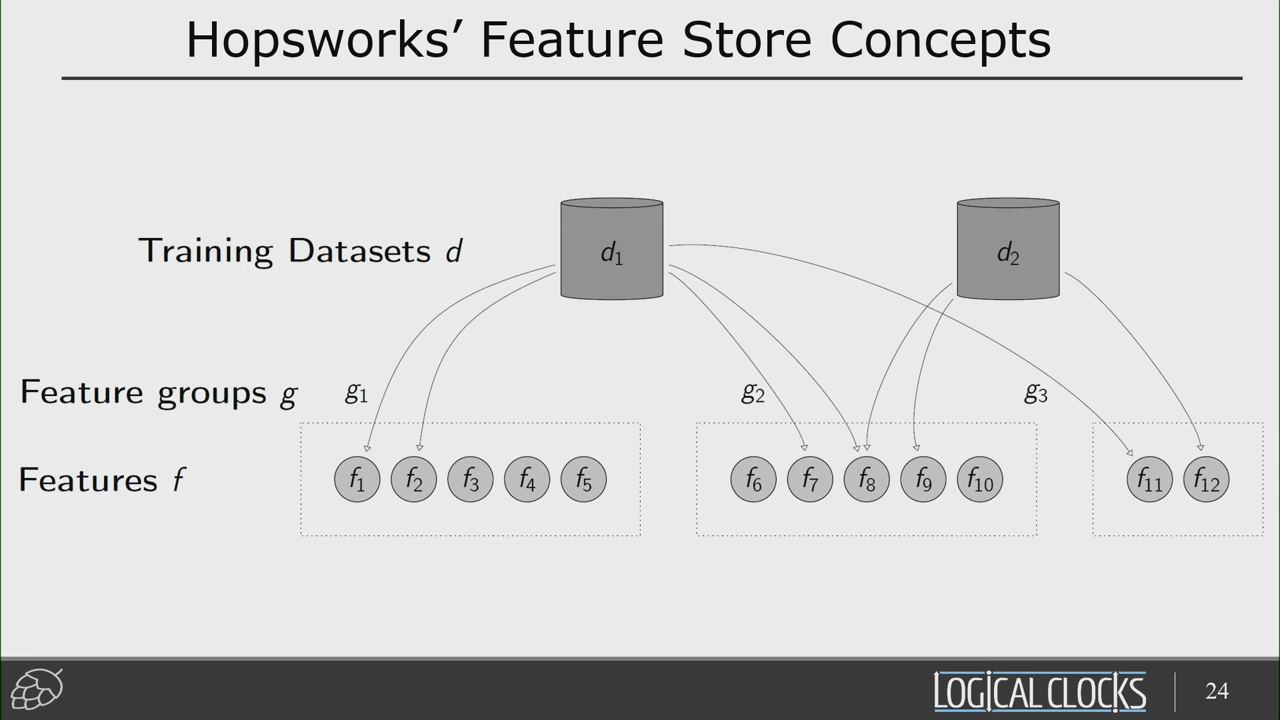 Hopsworks’ Feature Store Concepts
Training Datasets d
d1
d2
Feature groups g
g1
g2
g3
Features f
f1 f2 f3 f4 f5
f6 f7 f8 f9 f10
f11 f12
LOGICAL CLOCKS
24